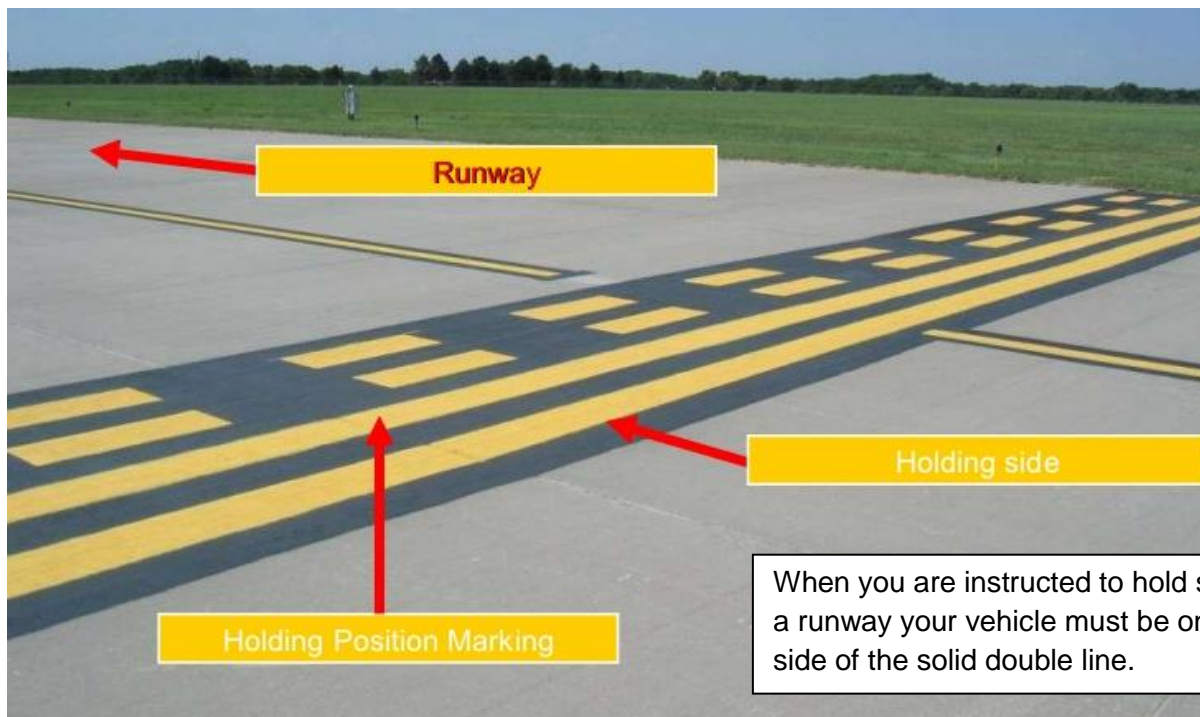 Runway
Holding side
Holding Position Marking
When you are instructed to hold
a runway your vehicle must be
side of the solid double line.